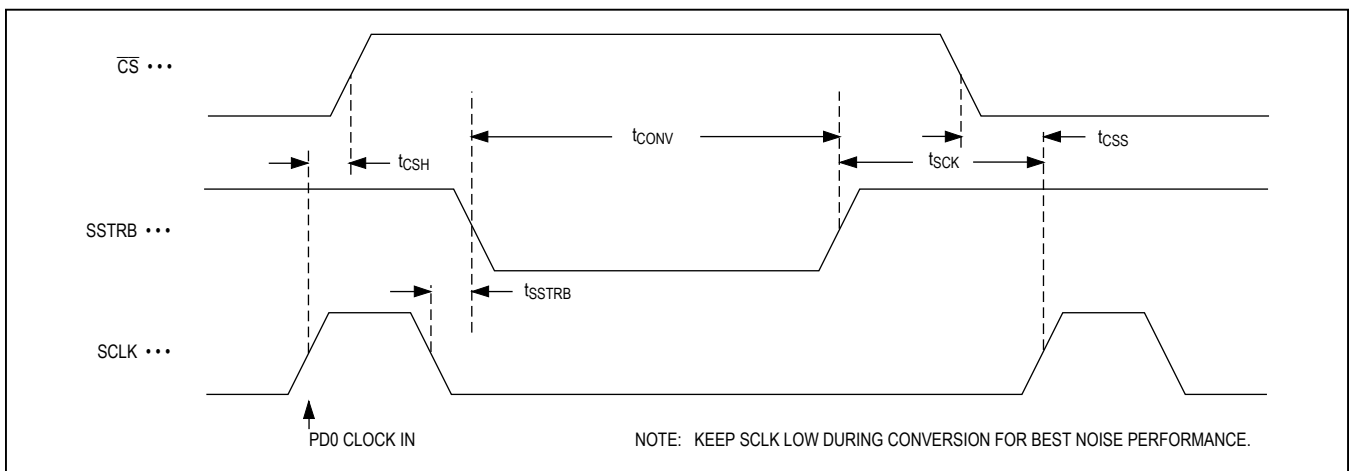 CS •••
tCONV
tCSS
tCSH
tSCK
SSTRB •••
tSSTRB
SCLK •••
PD0 CLOCK IN
NOTE: KEEP SCLK LOW DURING CONVERSION FOR BEST NOISE PERFORMANCE.